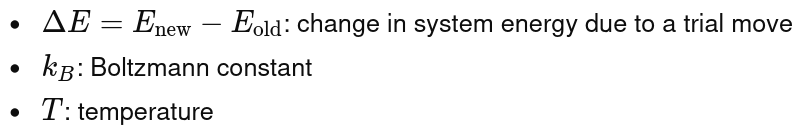 • ΔE = E_new − E_old: change in system energy due to a trial move
• k_B: Boltzmann constant
• T: temperature